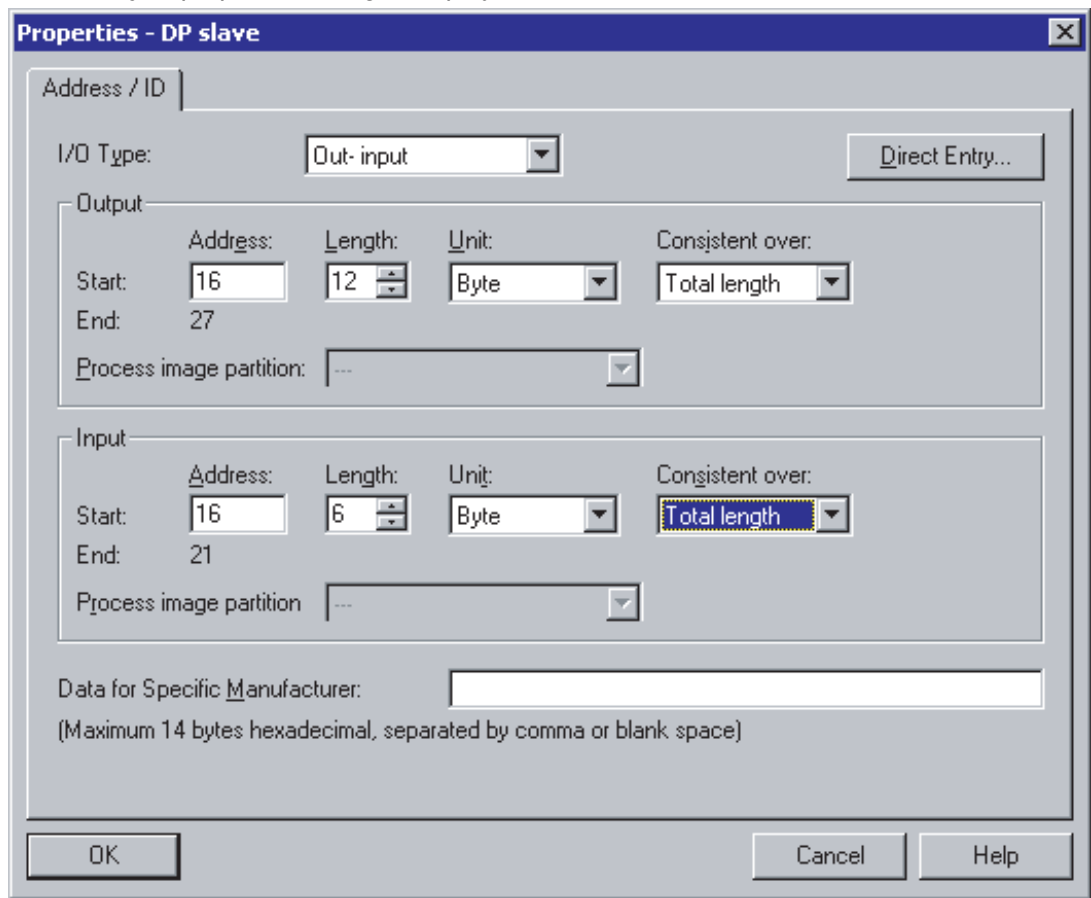 Properties - DP slave
Address / ID
I/O Type: Out- input Direct Entry...
Output
Address: Length: Unit: Consistent over:
Start: 16 12 Byte Total length
End: 27
Process image partition: ---
Input
Address: Length: Unit: Consistent over:
Start: 16 6 Byte Total length
End: 21
Process image partition ---
Data for Specific Manufacturer:
(Maximum 14 bytes hexadecimal, separated by comma or blank space)
OK Cancel Help